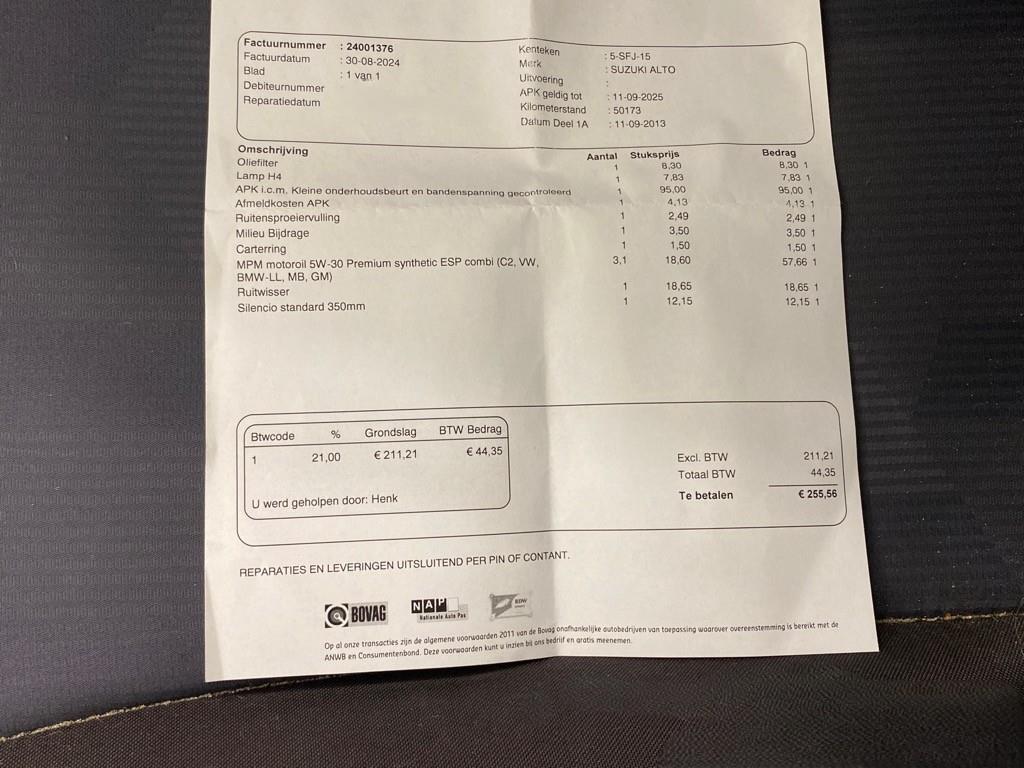 Factuurnummer : 24001376
Factuurdatum : 30-08-2024
Blad : 1 van 1
Debiteurnummer
Reparatiedatum
Kenteken : 5-SFJ-15
Merk : SUZUKI ALTO
Uitvoering :
APK geldig tot : 11-09-2025
Kilometerstand : 50173
Datum Deel 1A : 11-09-2013
Omschrijving Aantal Stuksprijs Bedrag
Oliefilter 1 8,30 8,30 1
Lamp H4 1 7,83 7,83 1
APK i.c.m. Kleine onderhoudsbeurt en bandenspanning gecontroleerd 1 95,00 95,00 1
Afmeldkosten APK 1 4,13 4,13 1
Ruitensproeiervulling 1 2,49 2,49 1
Milieu Bijdrage 1 3,50 3,50 1
Carterring 1 1,50 1,50 1
MPM motoroil 5W-30 Premium synthetic ESP combi (C2, VW, 3,1 18,60 57,66 1
BMW-LL, MB, GM)
Ruitwisser 1 18,65 18,65 1
Silencio standard 350mm 1 12,15 12,15 1
Btwcode % Grondslag BTW Bedrag
1 21,00 € 211,21 € 44,35
U werd geholpen door: Henk
Excl. BTW 211,21
Totaal BTW 44,35
Te betalen € 255,56
REPARATIES EN LEVERINGEN UITSLUITEND PER PIN OF CONTANT.
BOVAG
NAP
Nationale Auto Pas
Op al onze transacties zijn de algemene voorwaarden 2011 van de Bovag onafhankelijke autobedrijven van toepassing waarover overeenstemming is bereikt met de
ANWB en Consumentenbond. Deze voorwaarden kunt u inzien bij ons bedrijf en gratis meenemen.